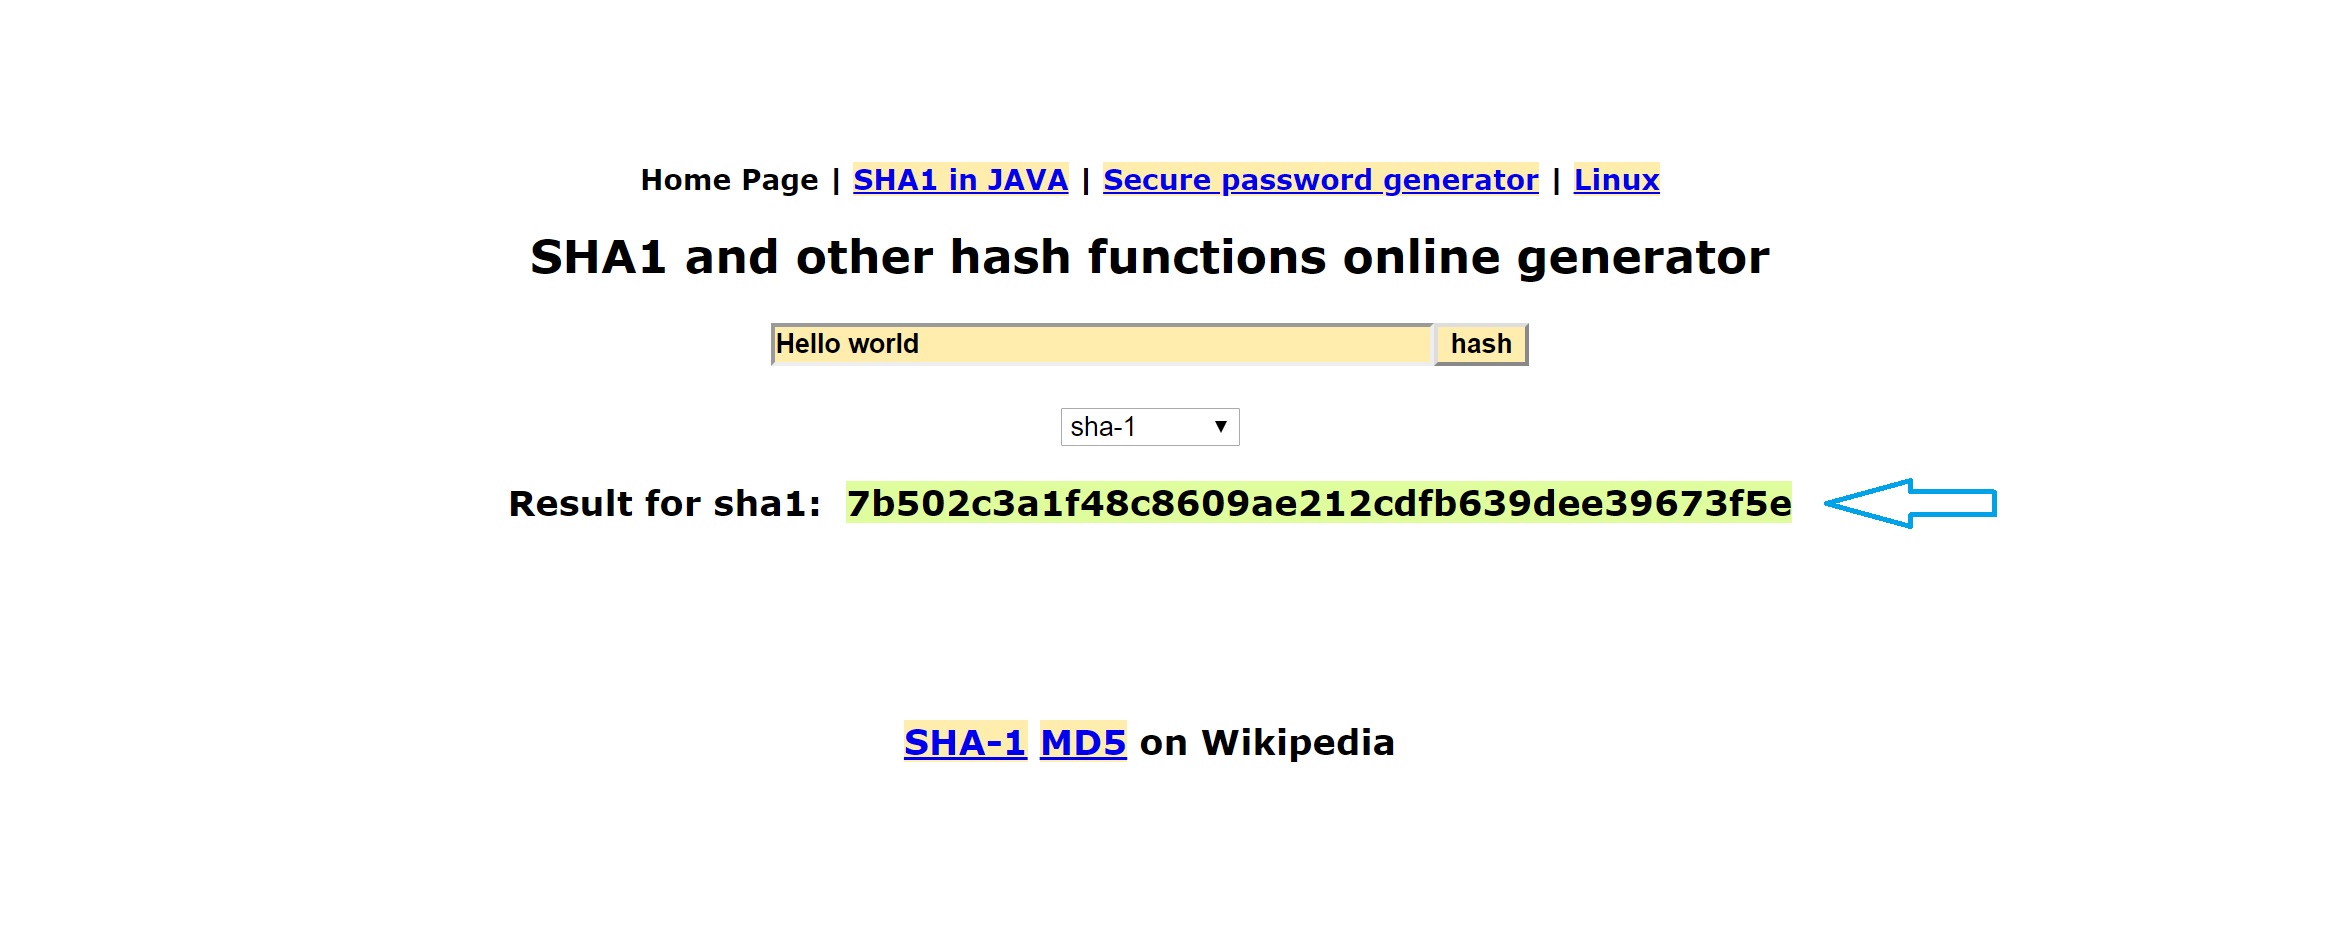 Home Page | SHA1 in JAVA | Secure password generator | Linux
SHA1 and other hash functions online generator
Hello world hash
sha-1
Result for sha1: 7b502c3a1f48c8609ae212cdfb639dee39673f5e
SHA-1 MD5 on Wikipedia